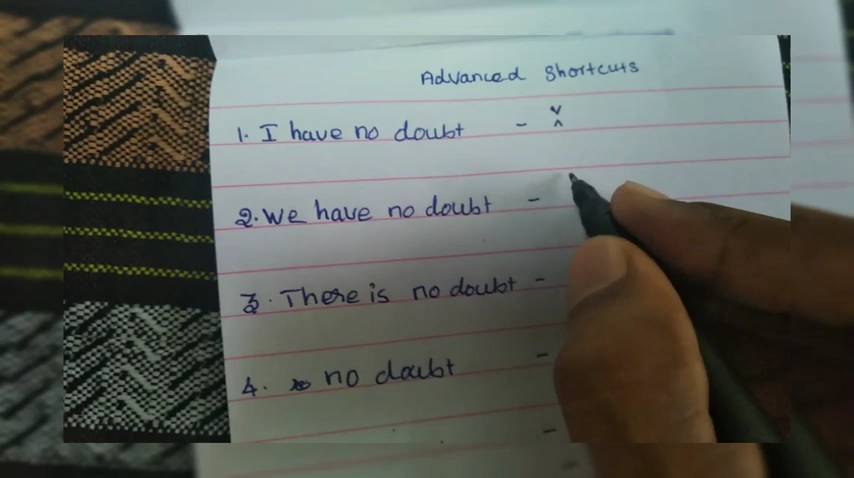 Advanced Shortcuts
1. I have no doubt -
2. We have no doubt -
3. There is no doubt -
4. no doubt -
-